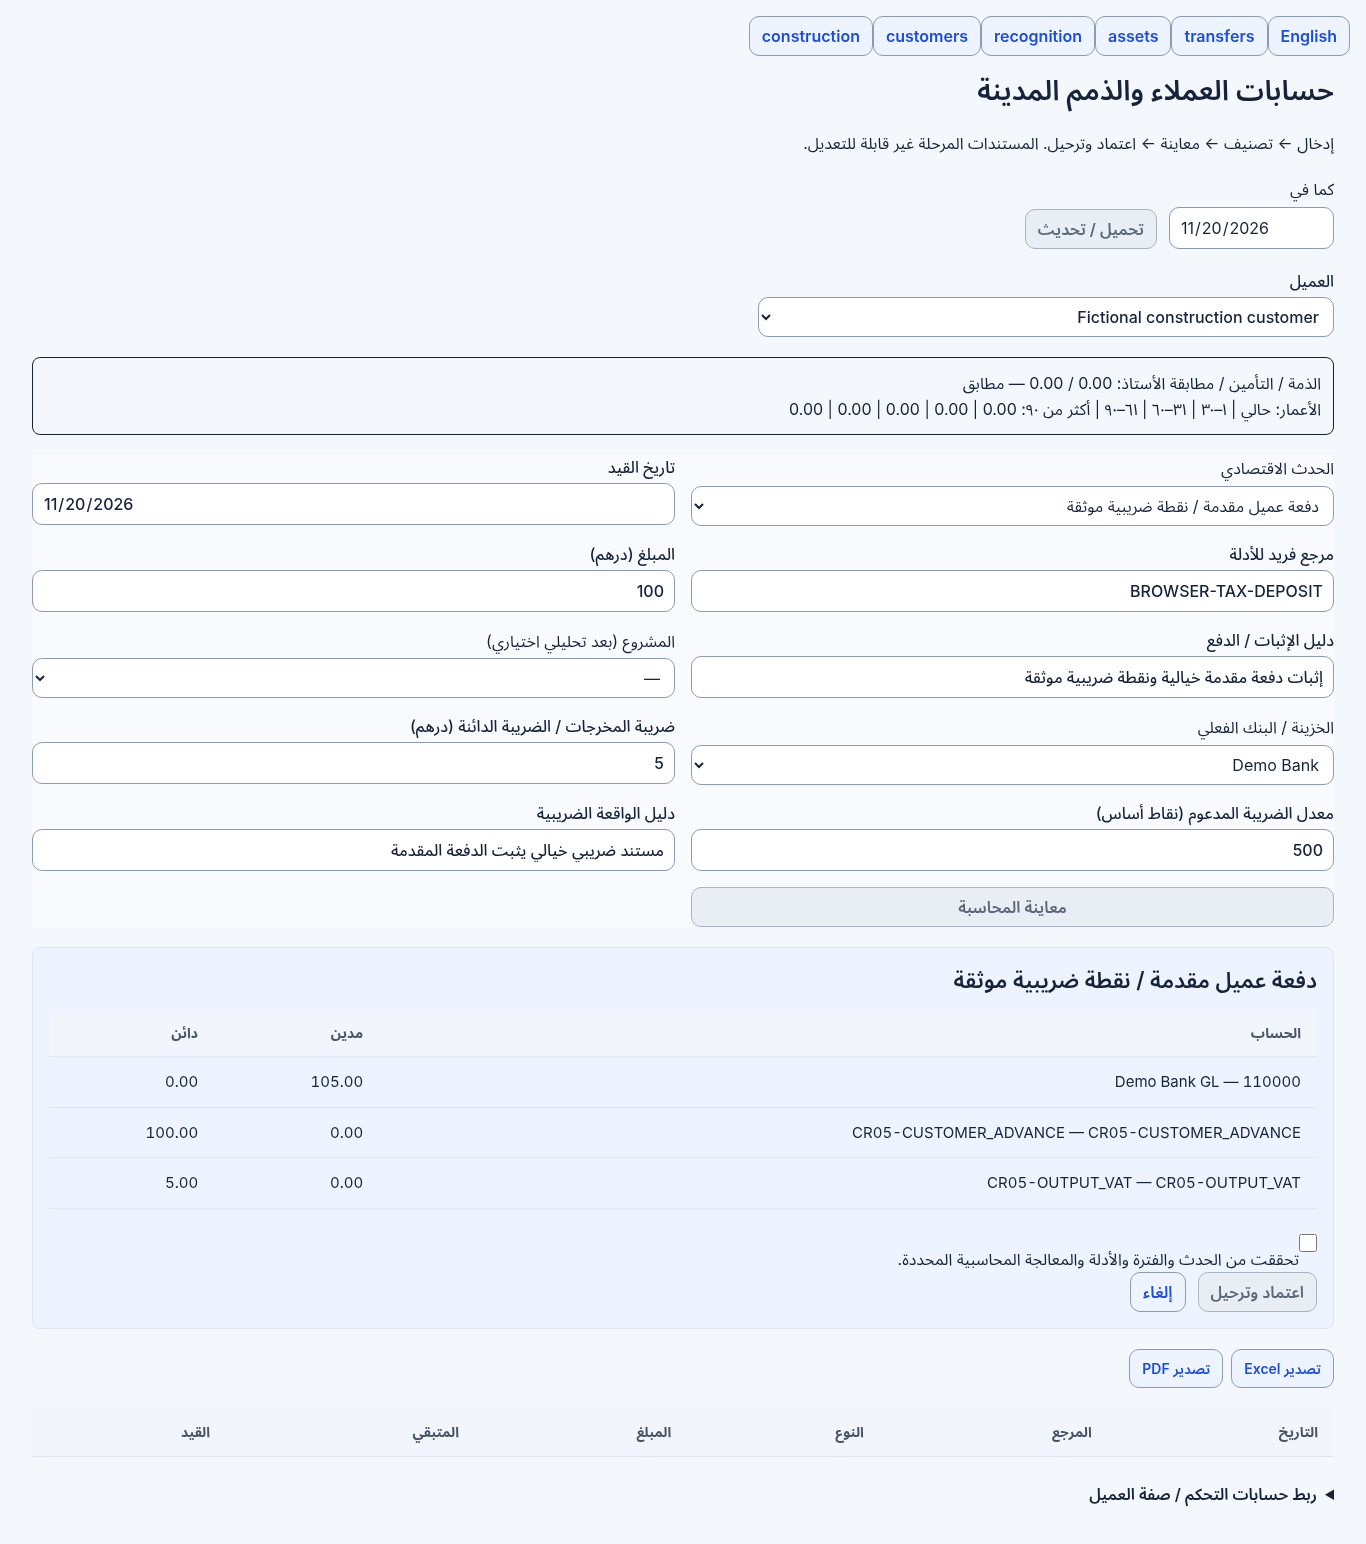 English transfers assets recognition customers construction
حسابات العملاء والذمم المدينة
إدخال ← تصنيف ← معاينة ← اعتماد وترحيل. المستندات المرحلة غير قابلة للتعديل.
كما في
11/20/2026 تحميل / تحديث
العميل
Fictional construction customer
الذمة / التأمين / مطابقة الأستاذ: 0.00 / 0.00 — مطابق
الأعمار: حالي | ١–٣٠ | ٣١–٦٠ | ٦١–٩٠ | أكثر من ٩٠: 0.00 | 0.00 | 0.00 | 0.00 | 0.00
الحدث الاقتصادي تاريخ القيد
دفعة عميل مقدمة / نقطة ضريبية موثقة 11/20/2026
مرجع فريد للأدلة المبلغ (درهم)
BROWSER-TAX-DEPOSIT 100
دليل الإثبات / الدفع المشروع (بعد تحليلي اختياري)
إثبات دفعة مقدمة خيالية ونقطة ضريبية موثقة —
الخزينة / البنك الفعلي ضريبة المخرجات / الضريبة الدائنة (درهم)
Demo Bank 5
معدل الضريبة المدعوم (نقاط أساس) دليل الواقعة الضريبية
500 مستند ضريبي خيالي يثبت الدفعة المقدمة
معاينة المحاسبة
دفعة عميل مقدمة / نقطة ضريبية موثقة
الحساب مدين دائن
110000 — Demo Bank GL 105.00 0.00
CR05-CUSTOMER_ADVANCE — CR05-CUSTOMER_ADVANCE 0.00 100.00
CR05-OUTPUT_VAT — CR05-OUTPUT_VAT 0.00 5.00
تحققت من الحدث والفترة والأدلة والمعالجة المحاسبية المحددة.
اعتماد وترحيل إلغاء
تصدير Excel تصدير PDF
التاريخ المرجع النوع المبلغ المتبقي القيد
ربط حسابات التحكم / صفة العميل